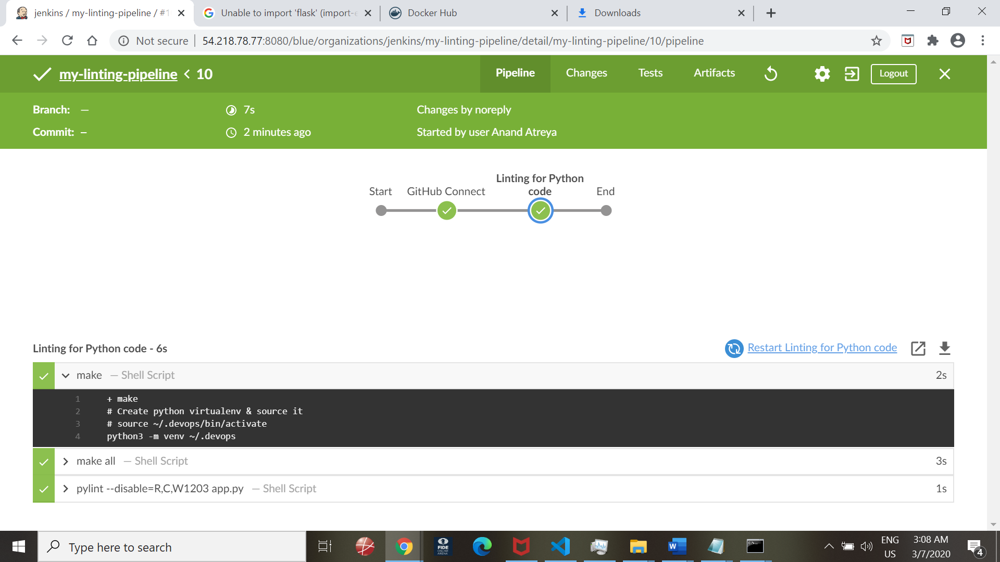 jenkins / my-linting-pipeline / #1
Unable to import 'flask' (import-e
Docker Hub
Downloads
Not secure
54.218.78.77:8080/blue/organizations/jenkins/my-linting-pipeline/detail/my-linting-pipeline/10/pipeline
my-linting-pipeline < 10
Pipeline
Changes
Tests
Artifacts
Logout
Branch: —
7s
Changes by noreply
Commit: –
2 minutes ago
Started by user Anand Atreya
Linting for Python
Start
GitHub Connect
code
End
Linting for Python code - 6s
Restart Linting for Python code
make — Shell Script
2s
1 + make
2 # Create python virtualenv & source it
3 # source ~/.devops/bin/activate
4 python3 -m venv ~/.devops
make all — Shell Script
3s
pylint --disable=R,C,W1203 app.py — Shell Script
1s
Type here to search
FIDE
ONLINE
ARENA
W
C:\_
ENG
US
3:08 AM
3/7/2020
4